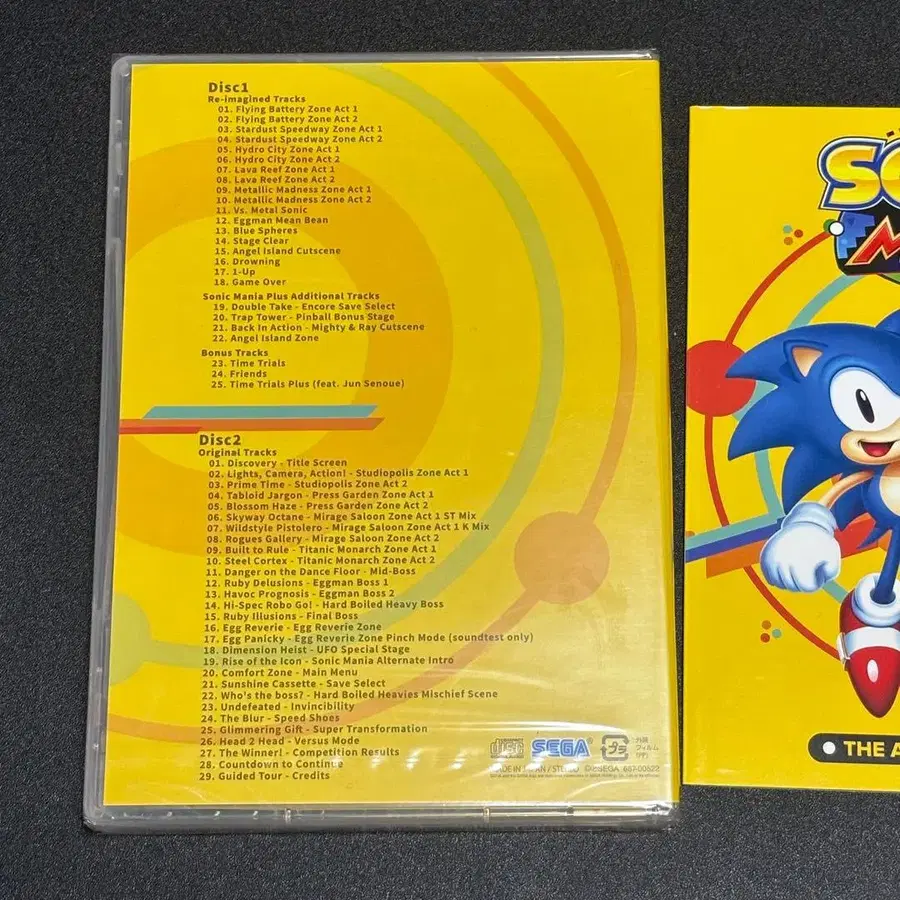 Disc1
Re-imagined Tracks
01. Flying Battery Zone Act 1
02. Flying Battery Zone Act 2
03. Stardust Speedway Zone Act 1
04. Stardust Speedway Zone Act 2
05. Hydro City Zone Act 1
06. Hydro City Zone Act 2
07. Lava Reef Zone Act 1
08. Lava Reef Zone Act 2
09. Metallic Madness Zone Act 1
10. Metallic Madness Zone Act 2
11. Vs. Metal Sonic
12. Eggman Mean Bean
13. Blue Spheres
14. Stage Clear
15. Angel Island Cutscene
16. Drowning
17. 1-Up
18. Game Over
Sonic Mania Plus Additional Tracks
19. Double Take - Encore Save Select
20. Trap Tower - Pinball Bonus Stage
21. Back In Action - Mighty & Ray Cutscene
22. Angel Island Zone
Bonus Tracks
23. Time Trials
24. Friends
25. Time Trials Plus (feat. Jun Senoue)
Disc2
Original Tracks
01. Discovery - Title Screen
02. Lights, Camera, Action! - Studiopolis Zone Act 1
03. Prime Time - Studiopolis Zone Act 2
04. Tabloid Jargon - Press Garden Zone Act 1
05. Blossom Haze - Press Garden Zone Act 2
06. Skyway Octane - Mirage Saloon Zone Act 1 ST Mix
07. Wildstyle Pistolero - Mirage Saloon Zone Act 1 K Mix
08. Rogues Gallery - Mirage Saloon Zone Act 2
09. Built to Rule - Titanic Monarch Zone Act 1
10. Steel Cortex - Titanic Monarch Zone Act 2
11. Danger on the Dance Floor - Mid-Boss
12. Ruby Delusions - Eggman Boss 1
13. Havoc Prognosis - Eggman Boss 2
14. Hi-Spec Robo Go! - Hard Boiled Heavy Boss
15. Ruby Illusions - Final Boss
16. Egg Reverie - Egg Reverie Zone
17. Egg Panicky - Egg Reverie Zone Pinch Mode (soundtest only)
18. Dimension Heist - UFO Special Stage
19. Rise of the Icon - Sonic Mania Alternate Intro
20. Comfort Zone - Main Menu
21. Sunshine Cassette - Save Select
22. Who's the boss? - Hard Boiled Heavies Mischief Scene
23. Undefeated - Invincibility
24. The Blur - Speed Shoes
25. Glimmering Gift - Super Transformation
26. Head 2 Head - Versus Mode
27. The Winner! - Competition Results
28. Countdown to Continue
29. Guided Tour - Credits
disc SEGA プラ 外装 フィルム
MADE IN JAPAN / STEREO ©SEGA 667-00622
SO
M
THE A